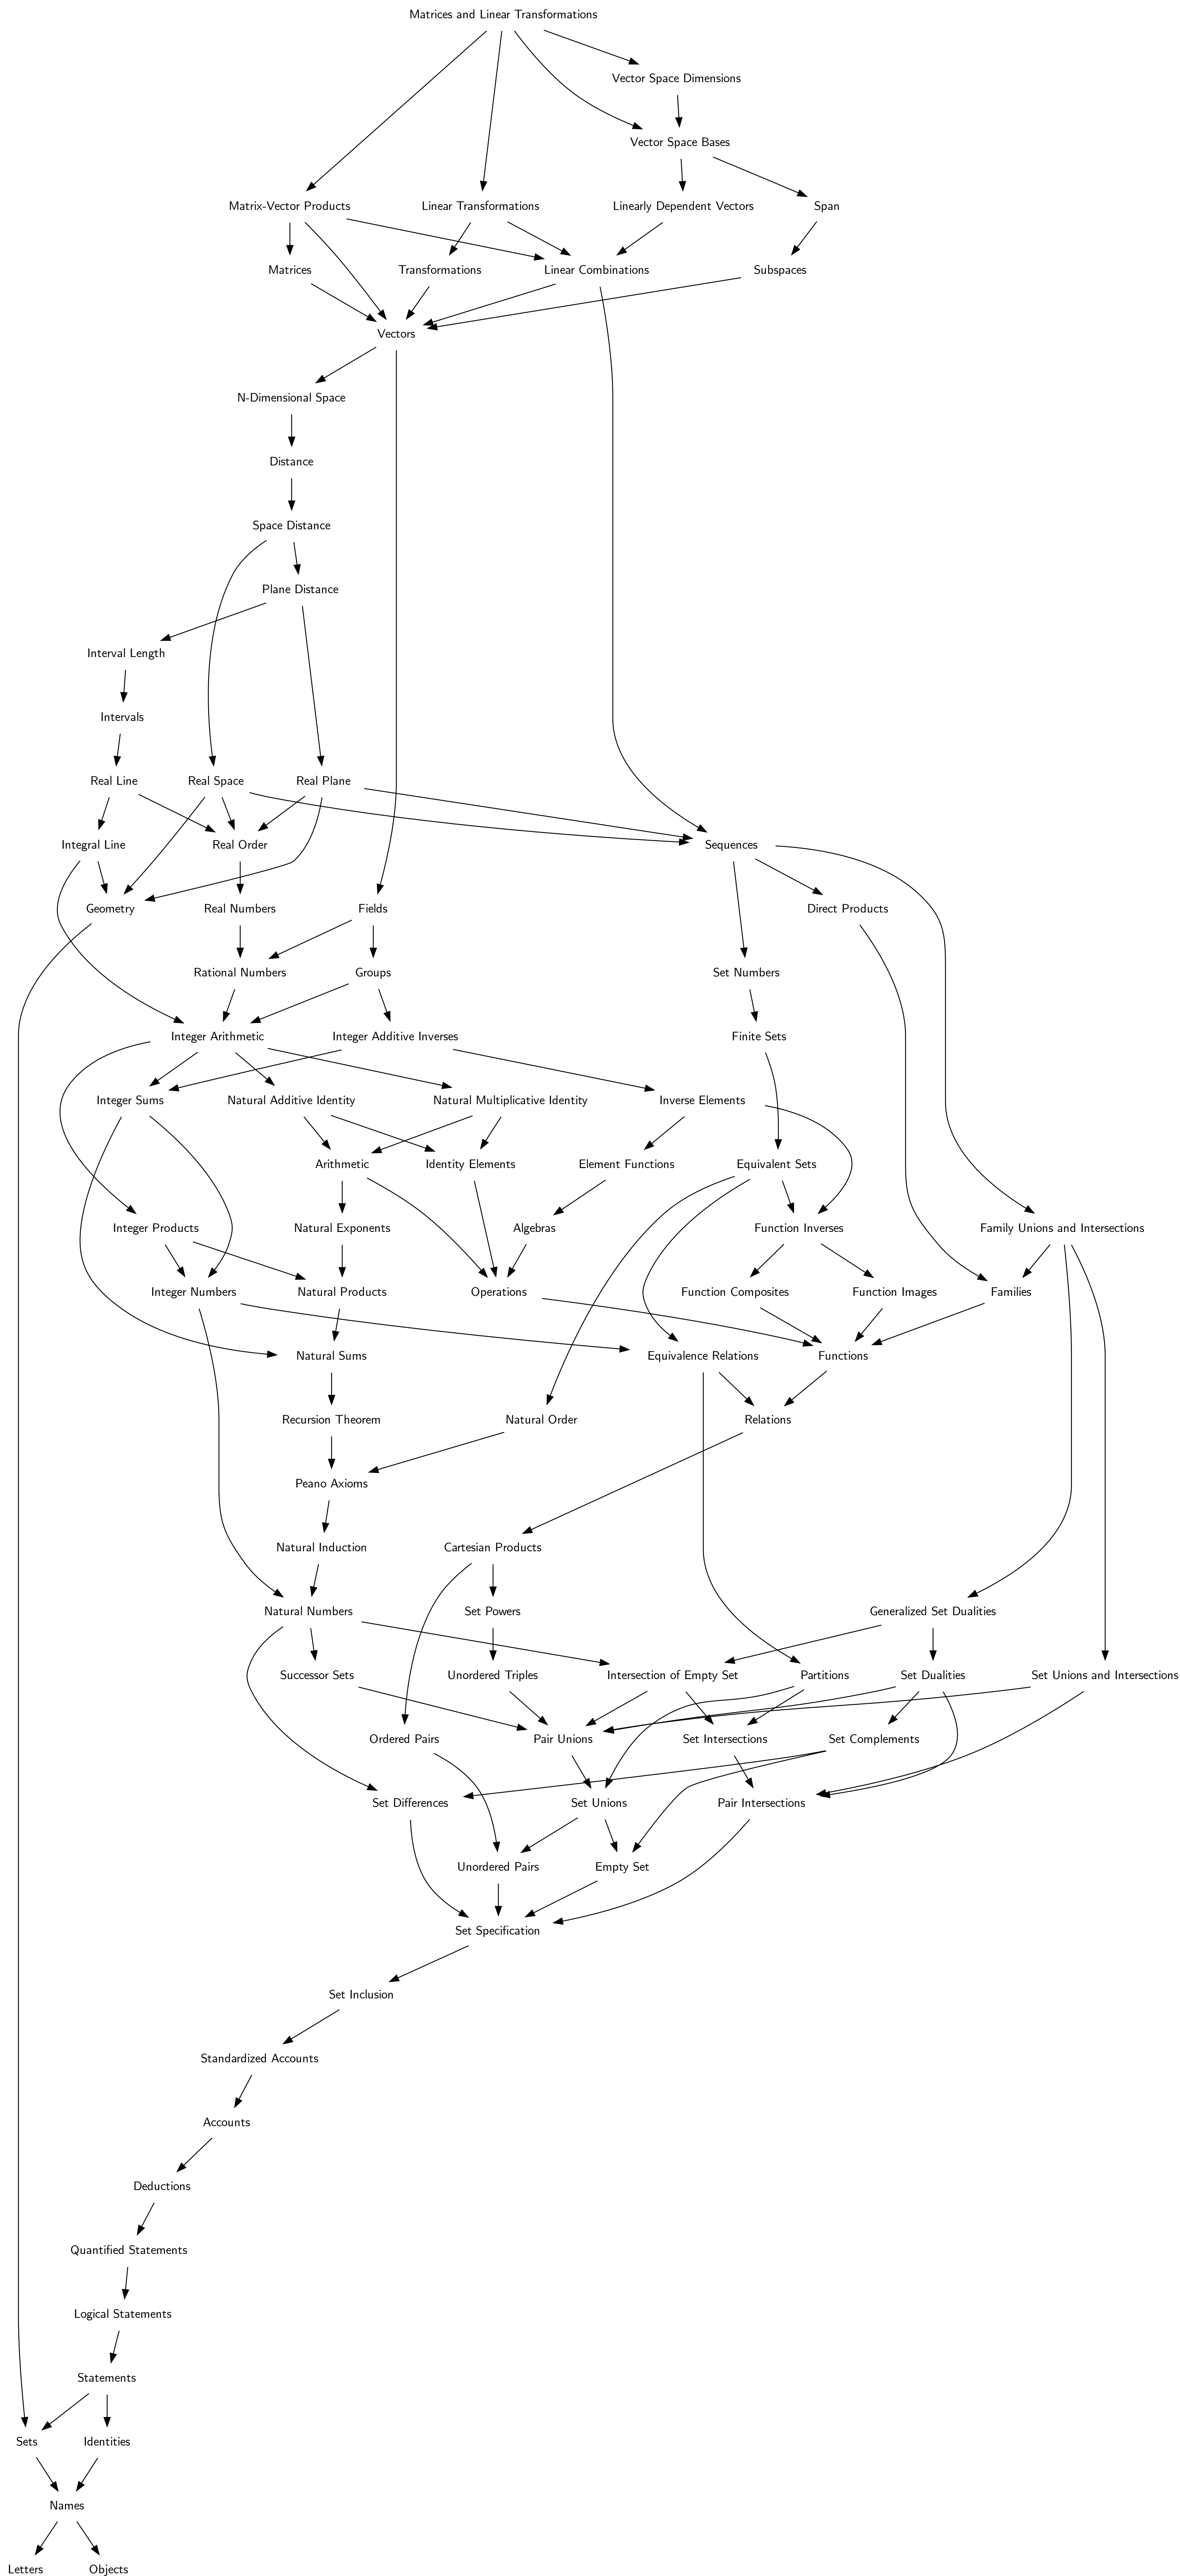 Matrices and Linear Transformations
Vector Space Dimensions
Vector Space Bases
Matrix-Vector Products
Linear Transformations
Linearly Dependent Vectors
Span
Matrices
Transformations
Linear Combinations
Subspaces
Vectors
N-Dimensional Space
Distance
Space Distance
Plane Distance
Interval Length
Intervals
Real Line
Real Space
Real Plane
Integral Line
Real Order
Sequences
Geometry
Real Numbers
Fields
Direct Products
Rational Numbers
Groups
Set Numbers
Integer Arithmetic
Integer Additive Inverses
Finite Sets
Integer Sums
Natural Additive Identity
Natural Multiplicative Identity
Inverse Elements
Arithmetic
Identity Elements
Element Functions
Equivalent Sets
Integer Products
Natural Exponents
Algebras
Function Inverses
Family Unions and Intersections
Integer Numbers
Natural Products
Operations
Function Composites
Function Images
Families
Natural Sums
Equivalence Relations
Functions
Recursion Theorem
Natural Order
Relations
Peano Axioms
Natural Induction
Cartesian Products
Natural Numbers
Set Powers
Generalized Set Dualities
Successor Sets
Unordered Triples
Intersection of Empty Set
Partitions
Set Dualities
Set Unions and Intersections
Ordered Pairs
Pair Unions
Set Intersections
Set Complements
Set Differences
Set Unions
Pair Intersections
Unordered Pairs
Empty Set
Set Specification
Set Inclusion
Standardized Accounts
Accounts
Deductions
Quantified Statements
Logical Statements
Statements
Sets
Identities
Names
Letters
Objects